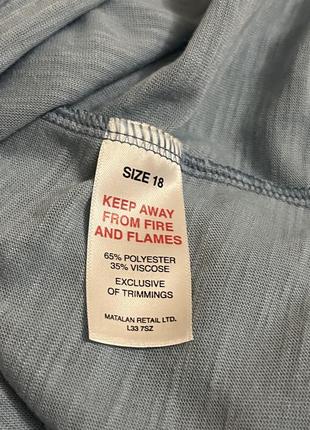 SIZE 18
KEEP AWAY
FROM FIRE
AND FLAMES
65% POLYESTER
35% VISCOSE
EXCLUSIVE
OF TRIMMINGS
MATALAN RETAIL LTD.
L33 7SZ